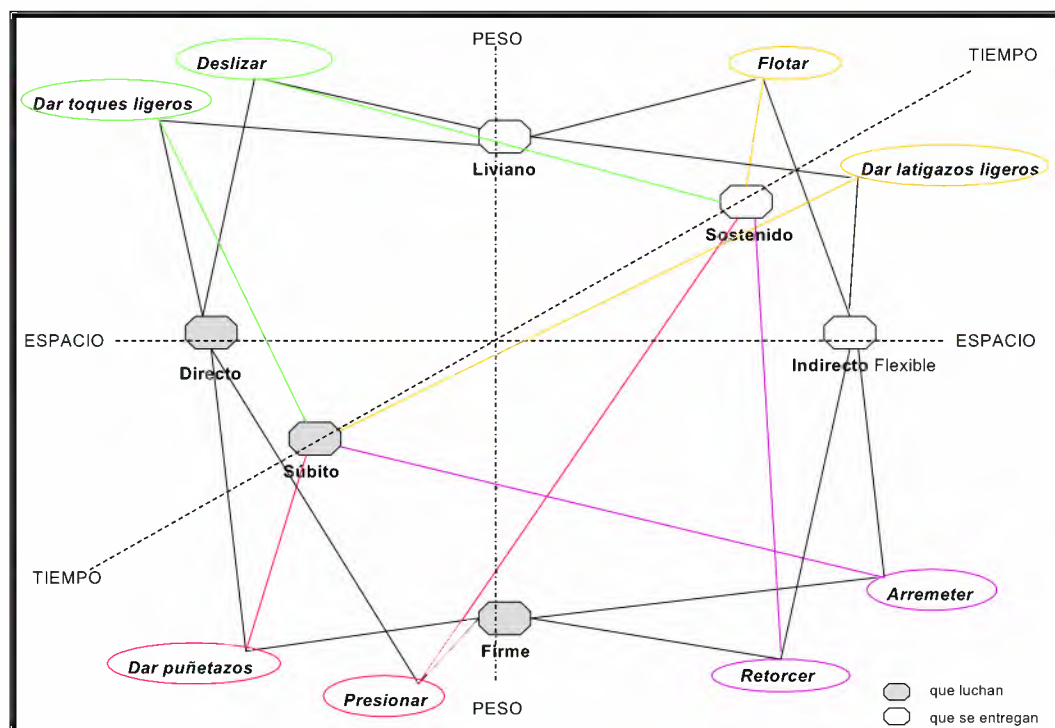 PESO
TIEMPO
Deslizar
Flotar
Dar toques ligeros
Liviano
Dar latigazos ligeros
Sostenido
ESPACIO
ESPACIO
Directo
Indirecto Flexible
Súbito
TIEMPO
Arremeter
Firme
Dar puñetazos
Retorcer
Presionar
PESO
que luchan
que se entregan